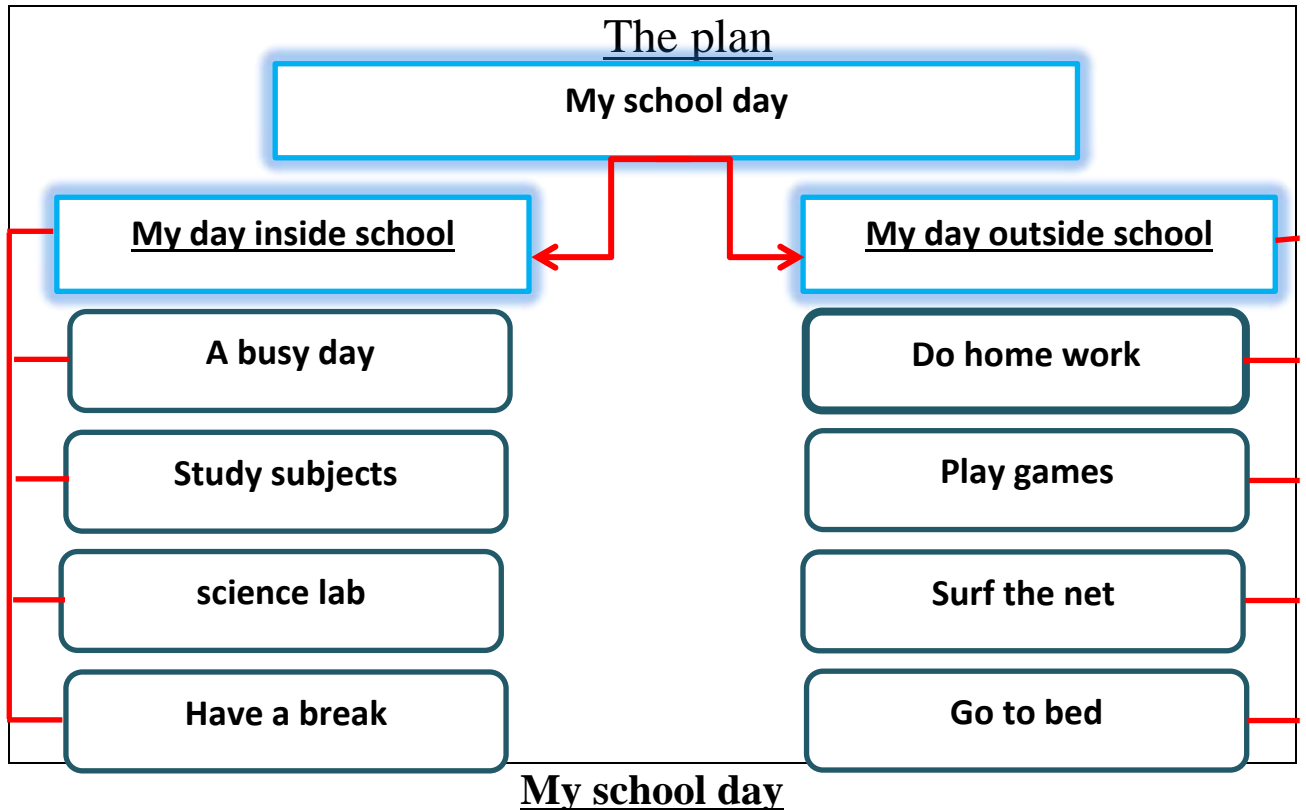 The plan
My school day
My day inside school
My day outside school
A busy day
Do home work
Study subjects
Play games
science lab
Surf the net
Have a break
Go to bed
My school day